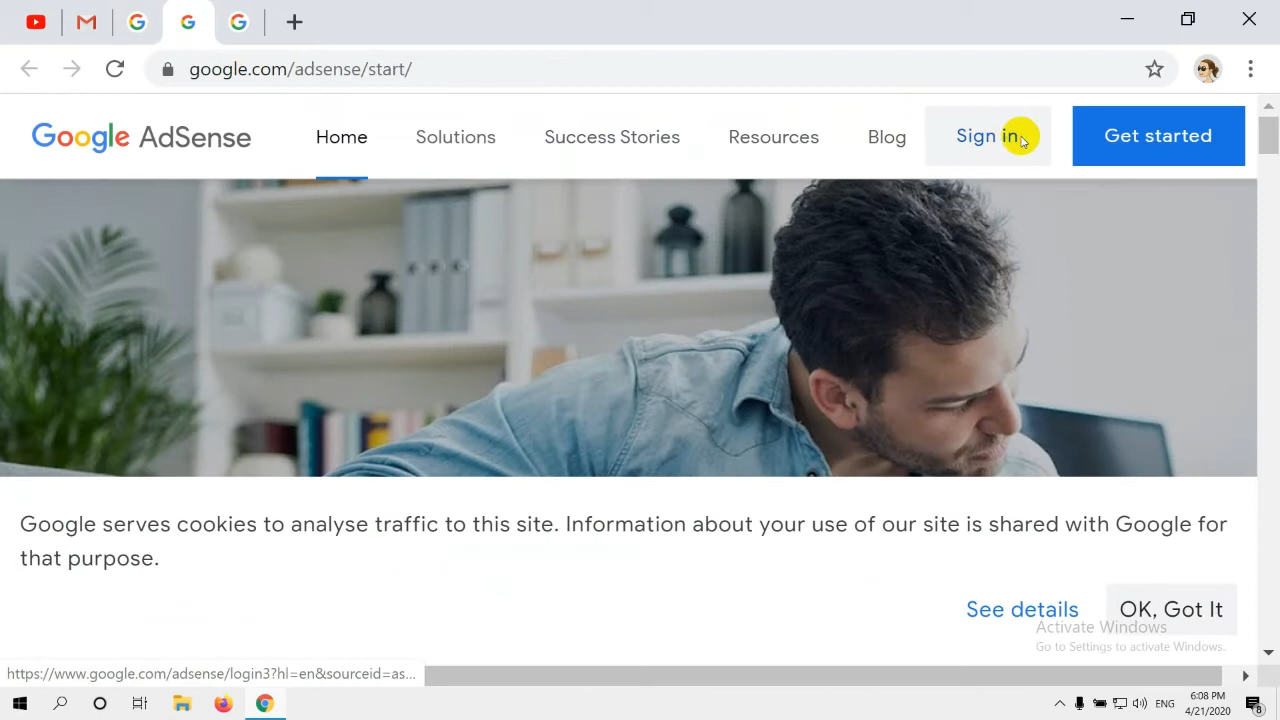 google.com/adsense/start/
Google AdSense
Home
Solutions
Success Stories
Resources
Blog
Sign in
Get started
Google serves cookies to analyse traffic to this site. Information about your use of our site is shared with Google for
that purpose.
See details
OK, Got It
Activate Windows
Go to Settings to activate Windows.
https://www.google.com/adsense/login3?hl=en&sourceid=as...
ENG
6:08 PM
4/21/2020
8